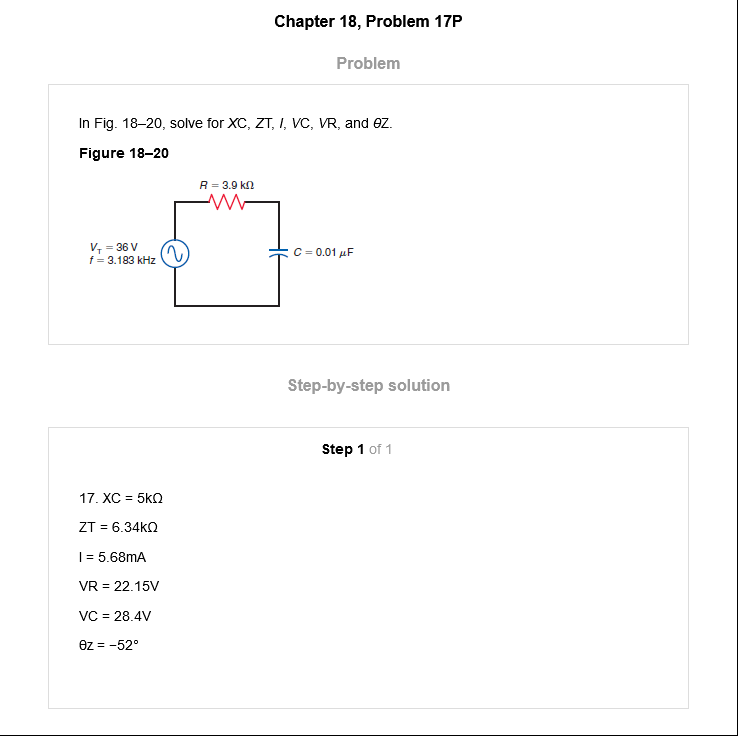 Chapter 18, Problem 17P
Problem
In Fig. 18–20, solve for XC, ZT, I, VC, VR, and θZ.
Figure 18–20
R = 3.9 kΩ
V_T = 36 V
f = 3.183 kHz
C = 0.01 μF
Step-by-step solution
Step 1 of 1
17. XC = 5kΩ
ZT = 6.34kΩ
I = 5.68mA
VR = 22.15V
VC = 28.4V
θz = −52°